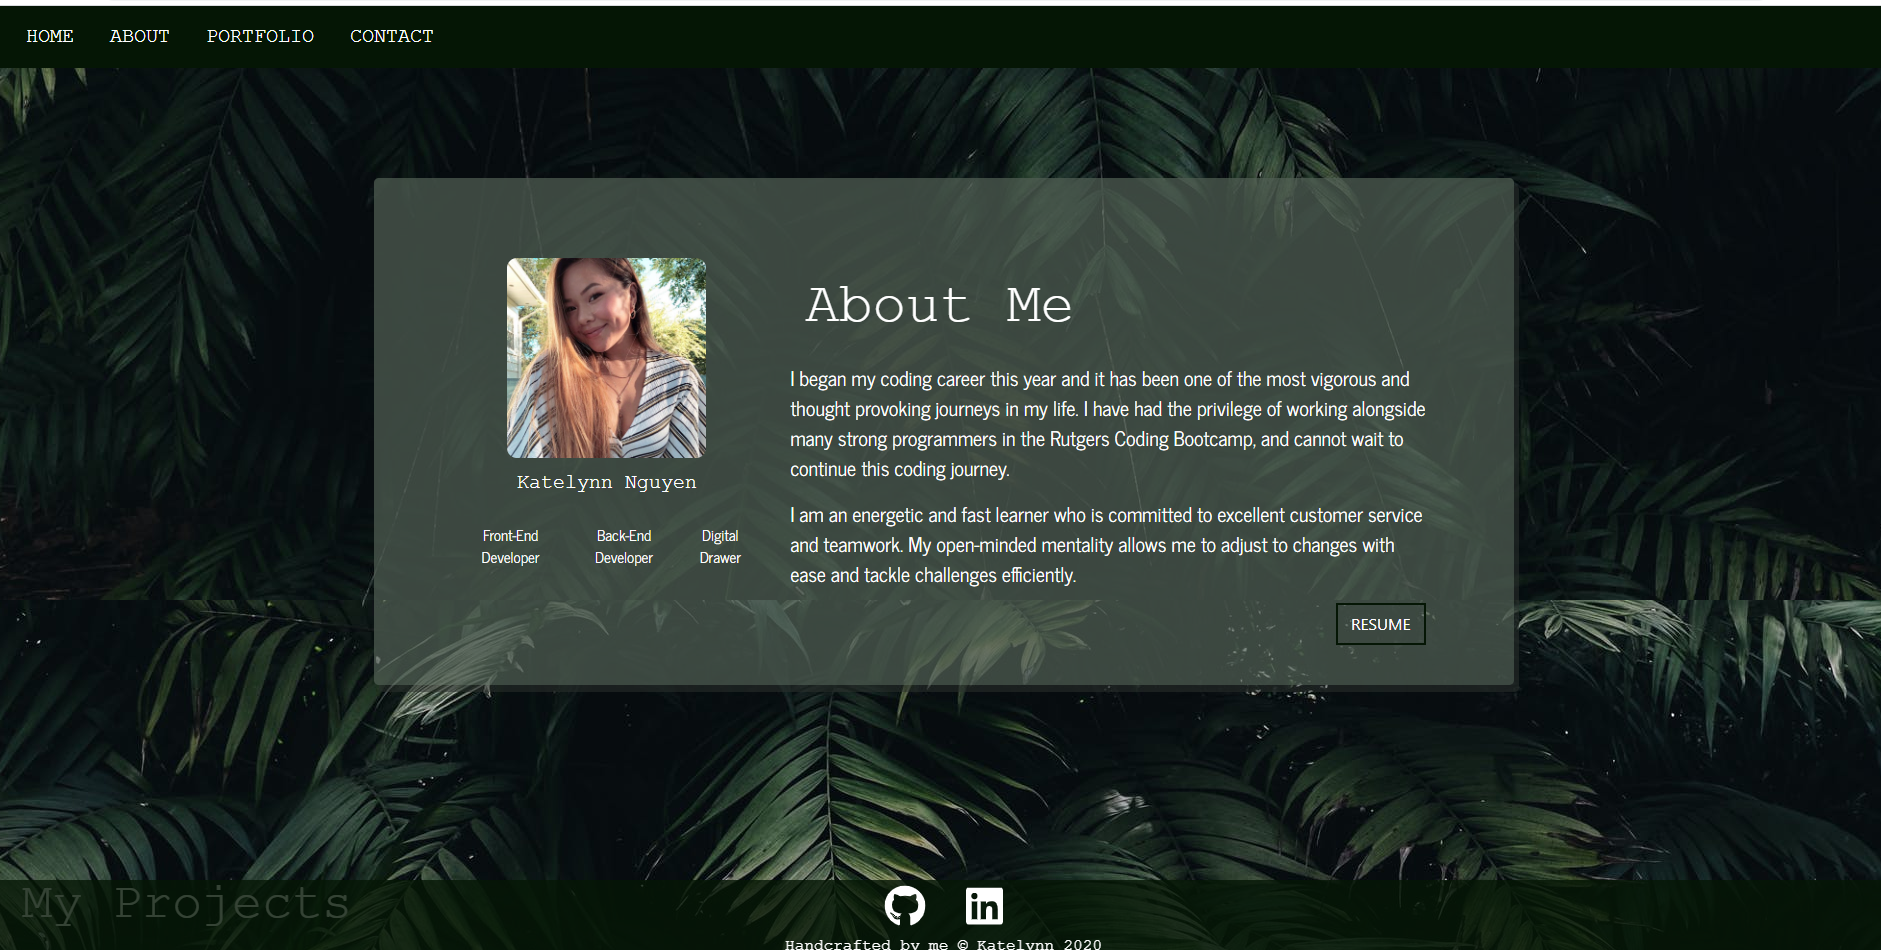 HOME ABOUT PORTFOLIO CONTACT
About Me
I began my coding career this year and it has been one of the most vigorous and
thought provoking journeys in my life. I have had the privilege of working alongside
many strong programmers in the Rutgers Coding Bootcamp, and cannot wait to
continue this coding journey.
I am an energetic and fast learner who is committed to excellent customer service
and teamwork. My open-minded mentality allows me to adjust to changes with
ease and tackle challenges efficiently.
RESUME
Katelynn Nguyen
Front-End
Developer
Back-End
Developer
Digital
Drawer
My Projects
in
Handcrafted by me © Katelynn 2020